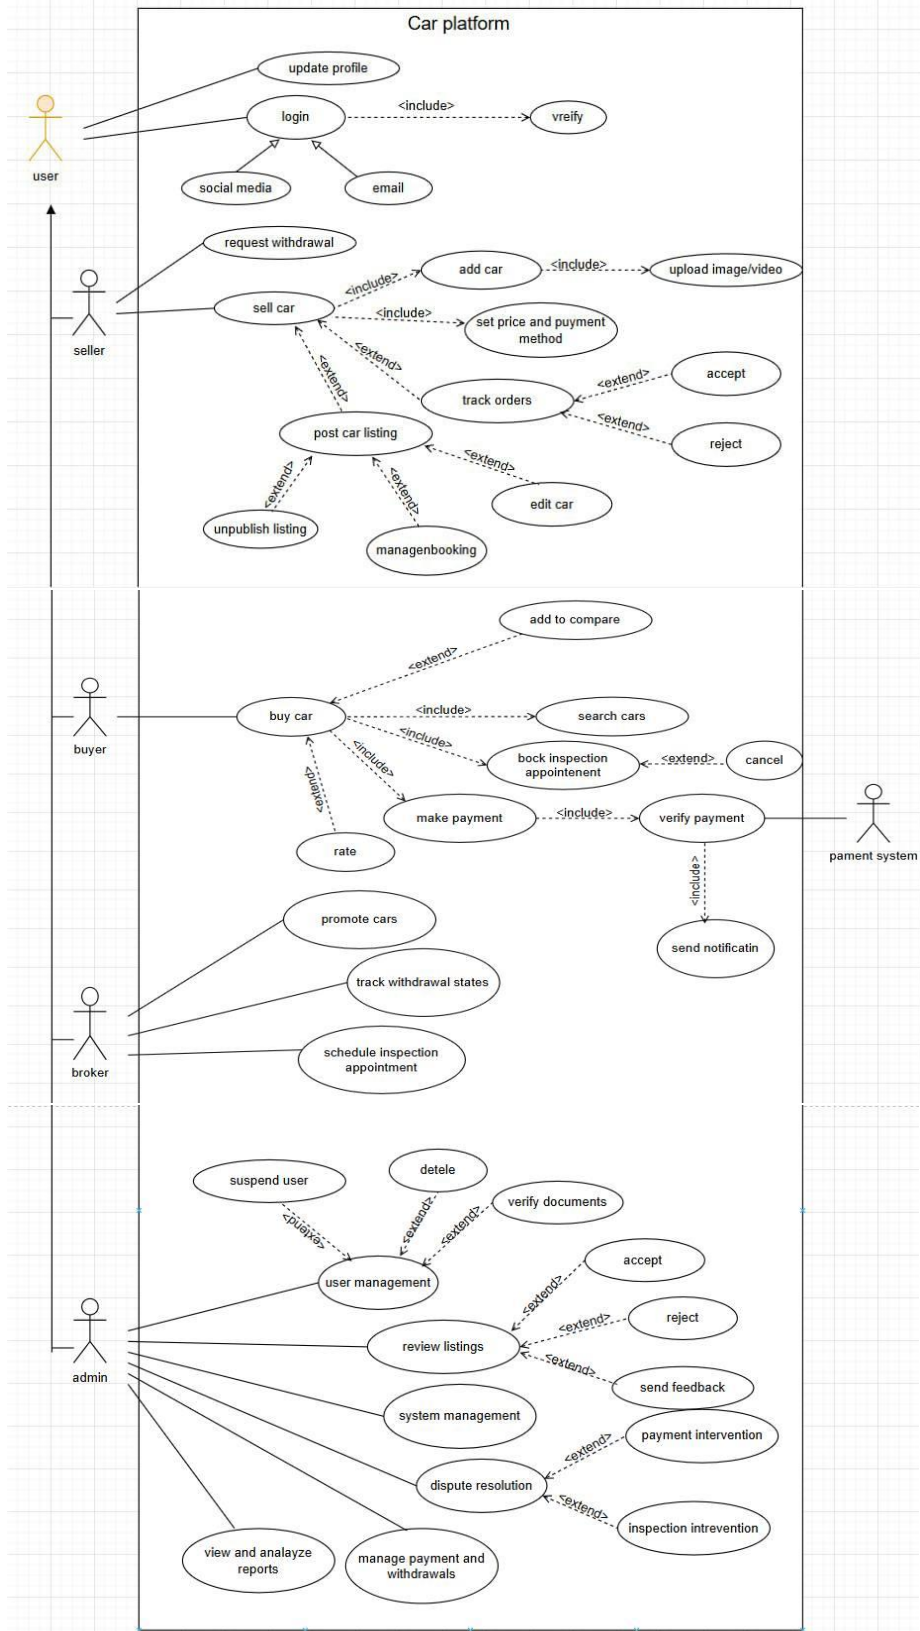 Car platform
update profile
login
<include>
vreify
user
social media
email
request withdrawal
seller
sell car
<include>
add car
<include>
upload image/video
<include>
set price and puyment
method
<extend>
<extend>
track orders
<extend>
accept
<extend>
reject
post car listing
<extend>
edit car
<extend>
unpublish listing
<extend>
managenbooking
add to compare
<extend>
buyer
buy car
<include>
search cars
<include>
bock inspection
appointenent
<extend>
cancel
<include>
make payment
<include>
verify payment
pament system
<extend>
rate
<include>
send notificatin
promote cars
track withdrawal states
broker
schedule inspection
appointment
suspend user
<extend>
detele
<extend>
verify documents
<extend>
user management
accept
<extend>
reject
<extend>
review listings
<extend>
send feedback
admin
system management
payment intervention
<extend>
dispute resolution
<extend>
inspection intrevention
view and analayze
reports
manage payment and
withdrawals